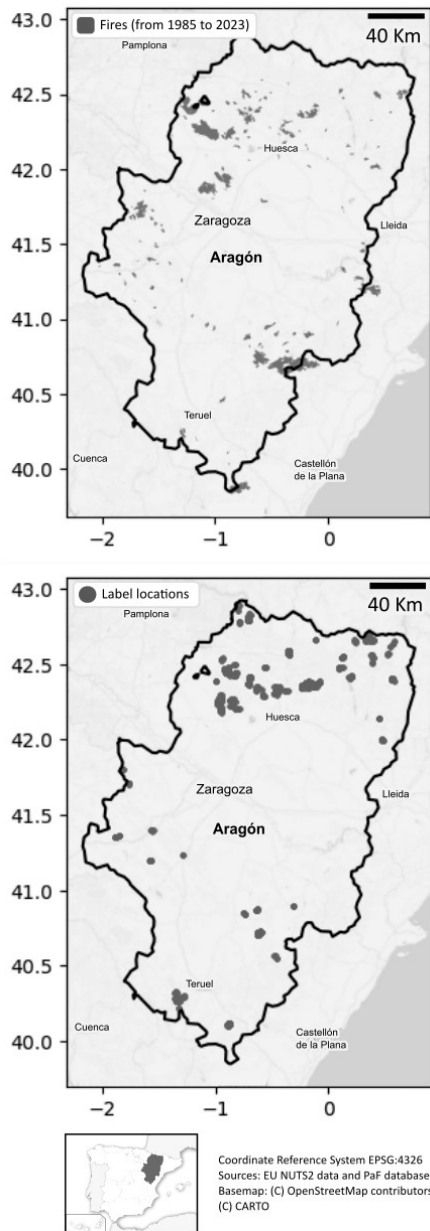 Fires (from 1985 to 2023)
40 Km
43.0
Pamplona
42.5
Huesca
42.0
Zaragoza
Lleida
41.5
Aragón
41.0
40.5
Teruel
Cuenca
40.0
Castellón
de la Plana
−2
−1
0
Label locations
40 Km
43.0
Pamplona
42.5
Huesca
42.0
Zaragoza
Lleida
41.5
Aragón
41.0
40.5
Teruel
Cuenca
40.0
Castellón
de la Plana
−2
−1
0
Coordinate Reference System EPSG:4326
Sources: EU NUTS2 data and PaF database
Basemap: (C) OpenStreetMap contributors
(C) CARTO